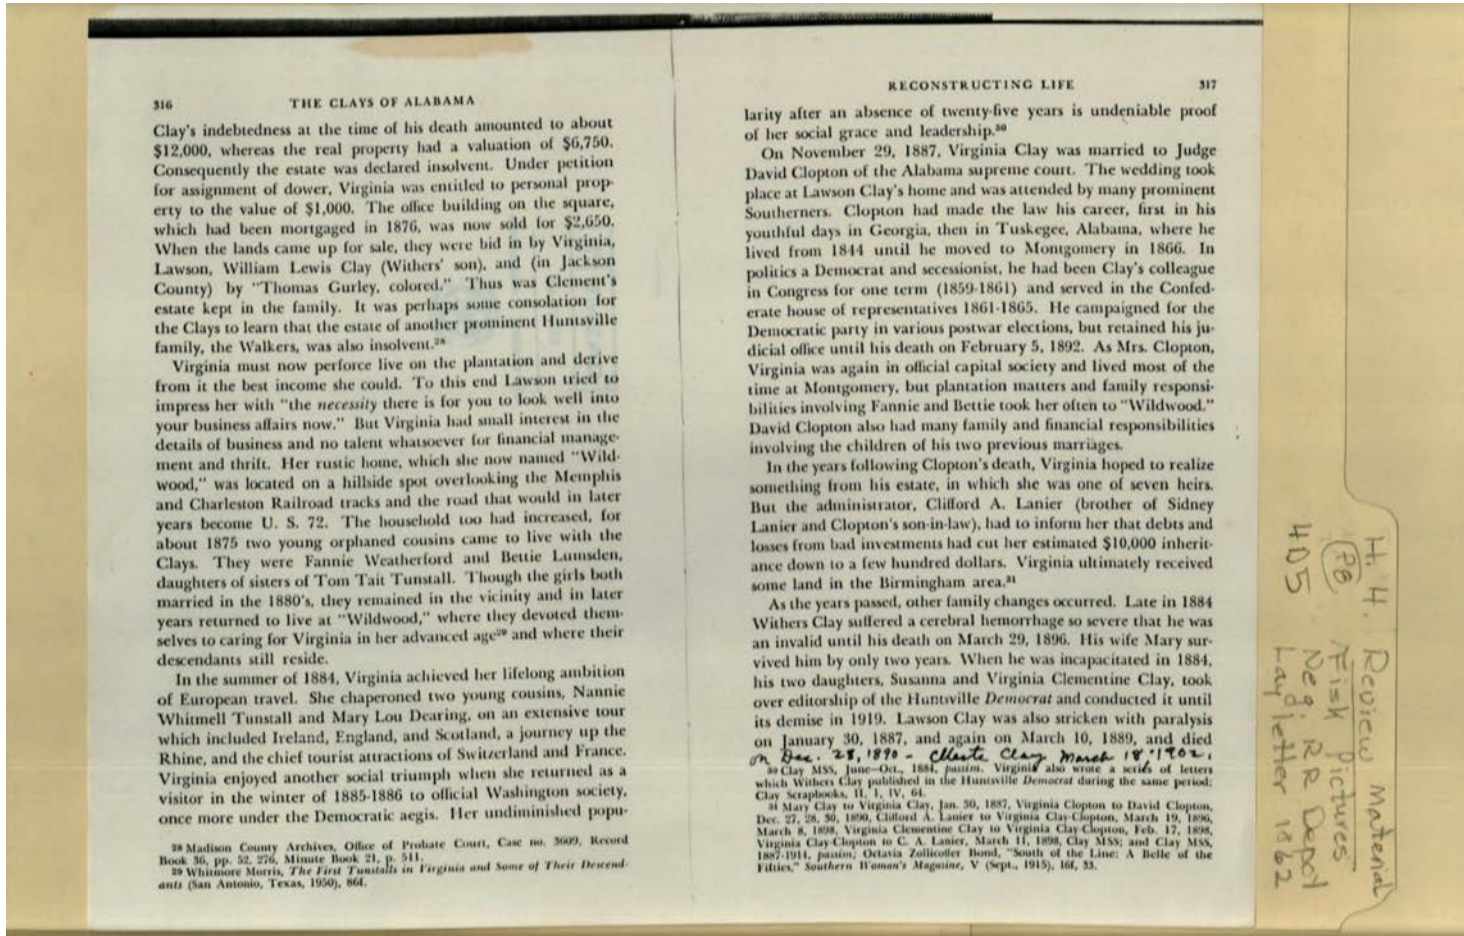 316 THE CLAYS OF ALABAMA
Clay's indebtedness at the time of his death amounted to about
$12,000, whereas the real property had a valuation of $6,750.
Consequently the estate was declared insolvent. Under petition
for assignment of dower, Virginia was entitled to personal prop-
erty to the value of $1,000. The office building on the square,
which had been mortgaged in 1876, was now sold for $2,650.
When the lands came up for sale, they were bid in by Virginia,
Lawson, William Lewis Clay (Withers' son), and (in Jackson
County) by "Thomas Gurley, colored." Thus was Clement's
estate kept in the family. It was perhaps some consolation for
the Clays to learn that the estate of another prominent Huntsville
family, the Walkers, was also insolvent.28
Virginia must now perforce live on the plantation and derive
from it the best income she could. To this end Lawson tried to
impress her with "the necessity there is for you to look well into
your business affairs now." But Virginia had small interest in the
details of business and no talent whatsoever for financial manage-
ment and thrift. Her rustic home, which she now named "Wild-
wood," was located on a hillside spot overlooking the Memphis
and Charleston Railroad tracks and the road that would in later
years become U. S. 72. The household too had increased, for
about 1875 two young orphaned cousins came to live with the
Clays. They were Fannie Weatherford and Bettie Lumsden,
daughters of sisters of Tom Tait Tunstall. Though the girls both
married in the 1880's, they remained in the vicinity and in later
years returned to live at "Wildwood," where they devoted them-
selves to caring for Virginia in her advanced age29 and where their
descendants still reside.
In the summer of 1884, Virginia achieved her lifelong ambition
of European travel. She chaperoned two young cousins, Nannie
Whitmell Tunstall and Mary Lou Dearing, on an extensive tour
which included Ireland, England, and Scotland, a journey up the
Rhine, and the chief tourist attractions of Switzerland and France.
Virginia enjoyed another social triumph when she returned as a
visitor in the winter of 1885-1886 to official Washington society,
once more under the Democratic aegis. Her undiminished popu-
28 Madison County Archives, Office of Probate Court, Case no. 3609, Record
Book 36, pp. 52, 276, Minute Book 21, p. 511.
29 Whitmore Morris, The First Tunstalls in Virginia and Some of Their Descend-
ants (San Antonio, Texas, 1950), 86f.
RECONSTRUCTING LIFE 317
larity after an absence of twenty-five years is undeniable proof
of her social grace and leadership.30
On November 29, 1887, Virginia Clay was married to Judge
David Clopton of the Alabama supreme court. The wedding took
place at Lawson Clay's home and was attended by many prominent
Southerners. Clopton had made the law his career, first in his
youthful days in Georgia, then in Tuskegee, Alabama, where he
lived from 1844 until he moved to Montgomery in 1866. In
politics a Democrat and secessionist, he had been Clay's colleague
in Congress for one term (1859-1861) and served in the Confed-
erate house of representatives 1861-1865. He campaigned for the
Democratic party in various postwar elections, but retained his ju-
dicial office until his death on February 5, 1892. As Mrs. Clopton,
Virginia was again in official capital society and lived most of the
time at Montgomery, but plantation matters and family responsi-
bilities involving Fannie and Bettie took her often to "Wildwood."
David Clopton also had many family and financial responsibilities
involving the children of his two previous marriages.
In the years following Clopton's death, Virginia hoped to realize
something from his estate, in which she was one of seven heirs.
But the administrator, Clifford A. Lanier (brother of Sidney
Lanier and Clopton's son-in-law), had to inform her that debts and
losses from bad investments had cut her estimated $10,000 inherit-
ance down to a few hundred dollars. Virginia ultimately received
some land in the Birmingham area.31
As the years passed, other family changes occurred. Late in 1884
Withers Clay suffered a cerebral hemorrhage so severe that he was
an invalid until his death on March 29, 1896. His wife Mary sur-
vived him by only two years. When he was incapacitated in 1884,
his two daughters, Susanna and Virginia Clementine Clay, took
over editorship of the Huntsville Democrat and conducted it until
its demise in 1919. Lawson Clay was also stricken with paralysis
on January 30, 1887, and again on March 10, 1889, and died
on Dec. 28, 1890 - Celeste Clay March 18 1902.
30 Clay MSS, June-Oct., 1884, passim. Virginia also wrote a series of letters
which Withers Clay published in the Huntsville Democrat during the same period;
Clay Scrapbooks, II, I, IV, 64.
31 Mary Clay to Virginia Clay, Jan. 30, 1887, Virginia Clopton to David Clopton,
Dec. 27, 28, 30, 1890, Clifford A. Lanier to Virginia Clay-Clopton, March 19, 1896,
March 8, 1898, Virginia Clementine Clay to Virginia Clay-Clopton, Feb. 17, 1898,
Virginia Clay-Clopton to C. A. Lanier, March 11, 1898, Clay MSS; and Clay MSS,
1887-1914, passim; Octavia Zollicoffer Bond, "South of the Line: A Belle of the
Fifties," Southern Woman's Magazine, V (Sept., 1915), 16f, 33.
H. H. Review Material
PB Fisk Pictures
4D5 Neg. RR Depot
Lay letter 1862